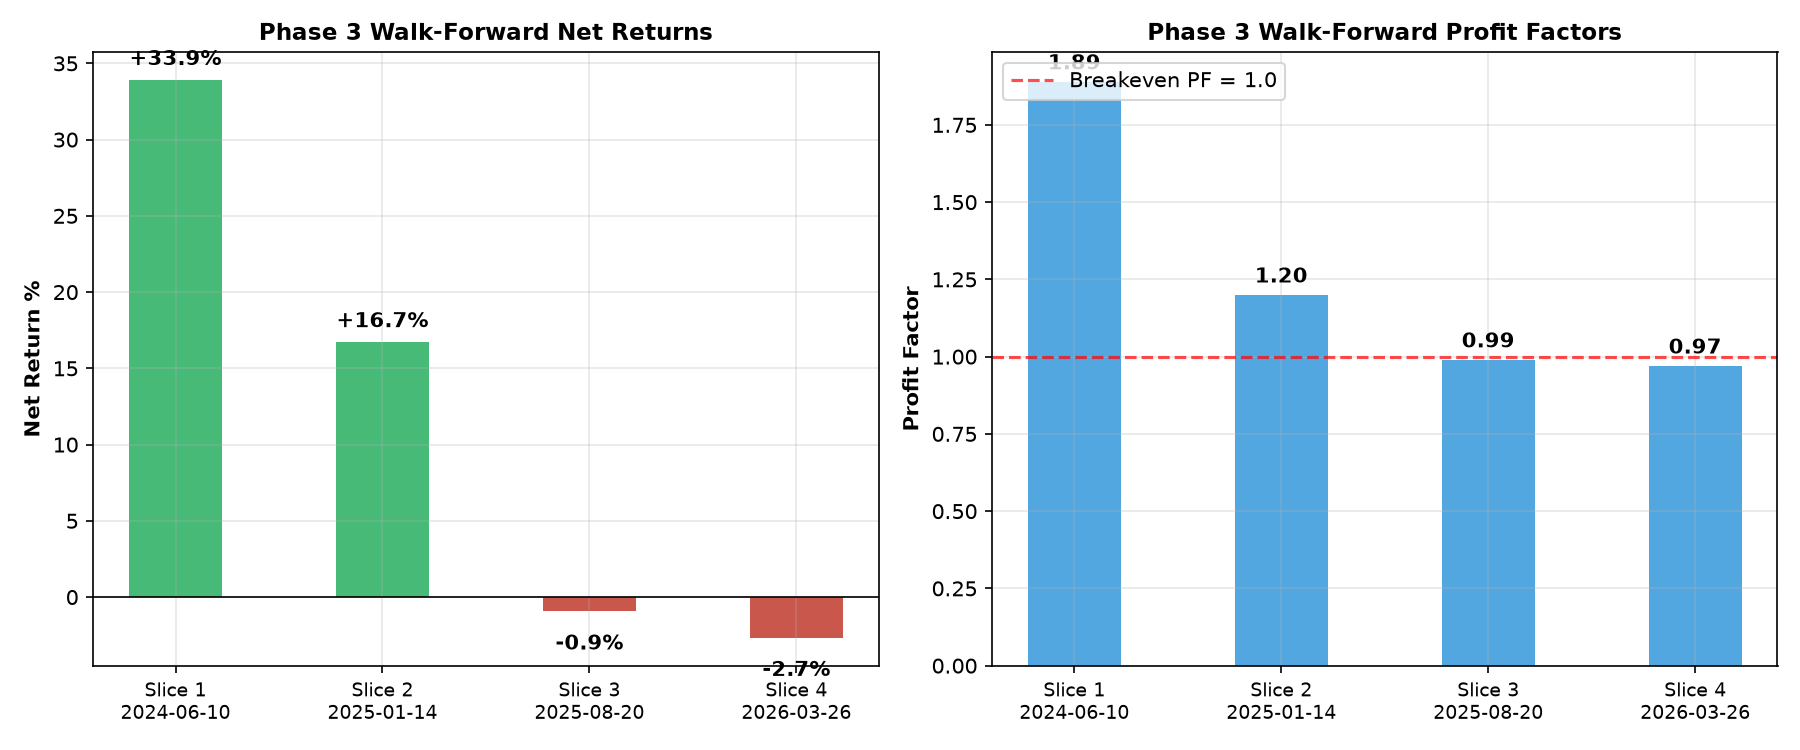 Phase 3 Walk-Forward Net Returns
Net Return %
35
30
25
20
15
10
5
0
+33.9%
+16.7%
-0.9%
-2.7%
Slice 1
2024-06-10
Slice 2
2025-01-14
Slice 3
2025-08-20
Slice 4
2026-03-26
Phase 3 Walk-Forward Profit Factors
Profit Factor
1.75
1.50
1.25
1.00
0.75
0.50
0.25
0.00
1.89
Breakeven PF = 1.0
1.20
0.99
0.97
Slice 1
2024-06-10
Slice 2
2025-01-14
Slice 3
2025-08-20
Slice 4
2026-03-26